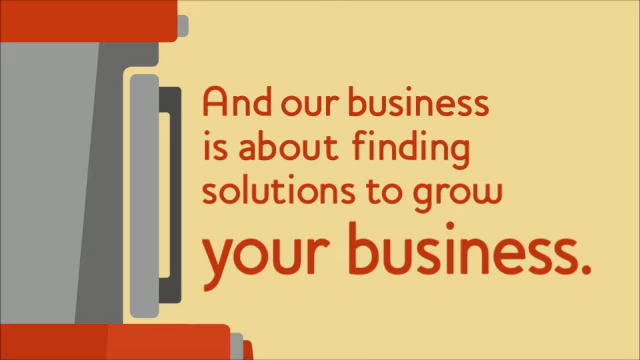 And our business
is about finding
solutions to grow
your business.